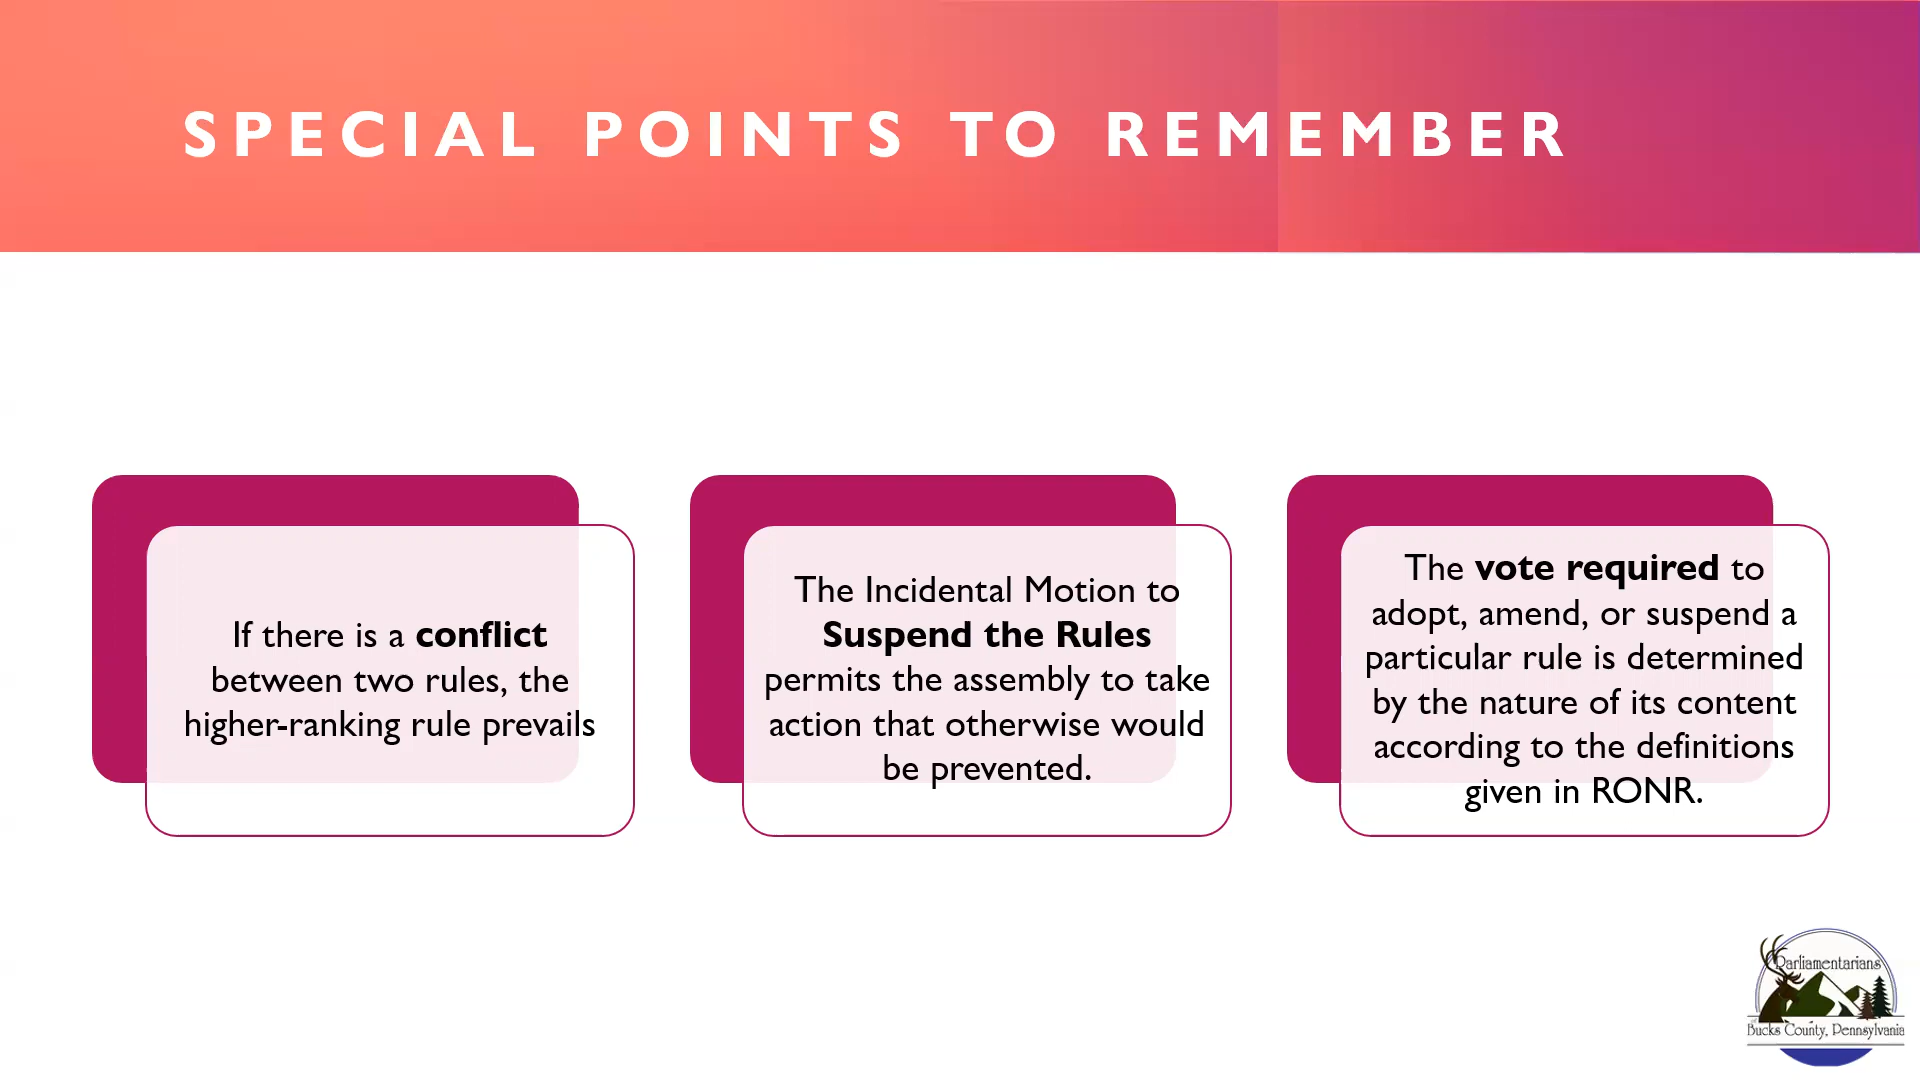 SPECIAL POINTS TO REMEMBER
If there is a conflict
between two rules, the
higher-ranking rule prevails
The Incidental Motion to
Suspend the Rules
permits the assembly to take
action that otherwise would
be prevented.
The vote required to
adopt, amend, or suspend a
particular rule is determined
by the nature of its content
according to the definitions
given in RONR.
Parliamentarians
Bucks County, Pennsylvania